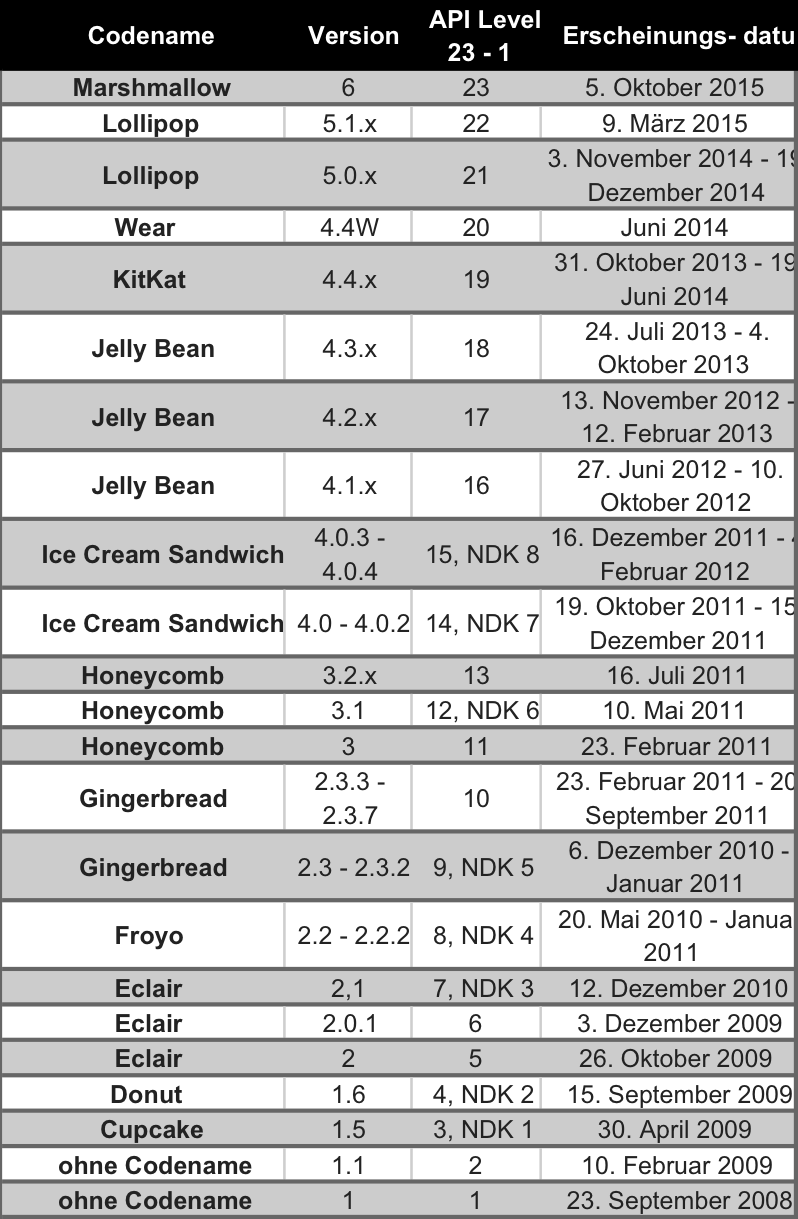 Codename Version API Level 23 - 1 Erscheinungs- datu
Marshmallow 6 23 5. Oktober 2015
Lollipop 5.1.x 22 9. März 2015
Lollipop 5.0.x 21 3. November 2014 - 19
Dezember 2014
Wear 4.4W 20 Juni 2014
KitKat 4.4.x 19 31. Oktober 2013 - 19
Juni 2014
Jelly Bean 4.3.x 18 24. Juli 2013 - 4.
Oktober 2013
Jelly Bean 4.2.x 17 13. November 2012 -
12. Februar 2013
Jelly Bean 4.1.x 16 27. Juni 2012 - 10.
Oktober 2012
Ice Cream Sandwich 4.0.3 - 4.0.4 15, NDK 8 16. Dezember 2011 - 4
Februar 2012
Ice Cream Sandwich 4.0 - 4.0.2 14, NDK 7 19. Oktober 2011 - 15
Dezember 2011
Honeycomb 3.2.x 13 16. Juli 2011
Honeycomb 3.1 12, NDK 6 10. Mai 2011
Honeycomb 3 11 23. Februar 2011
Gingerbread 2.3.3 - 2.3.7 10 23. Februar 2011 - 20
September 2011
Gingerbread 2.3 - 2.3.2 9, NDK 5 6. Dezember 2010 -
Januar 2011
Froyo 2.2 - 2.2.2 8, NDK 4 20. Mai 2010 - Janua
2011
Eclair 2,1 7, NDK 3 12. Dezember 2010
Eclair 2.0.1 6 3. Dezember 2009
Eclair 2 5 26. Oktober 2009
Donut 1.6 4, NDK 2 15. September 2009
Cupcake 1.5 3, NDK 1 30. April 2009
ohne Codename 1.1 2 10. Februar 2009
ohne Codename 1 1 23. September 2008